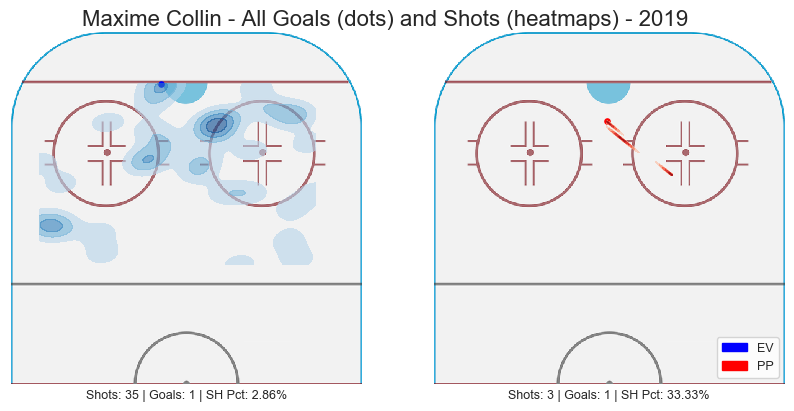 Maxime Collin - All Goals (dots) and Shots (heatmaps) - 2019
EV
PP
Shots: 35 | Goals: 1 | SH Pct: 2.86%
Shots: 3 | Goals: 1 | SH Pct: 33.33%